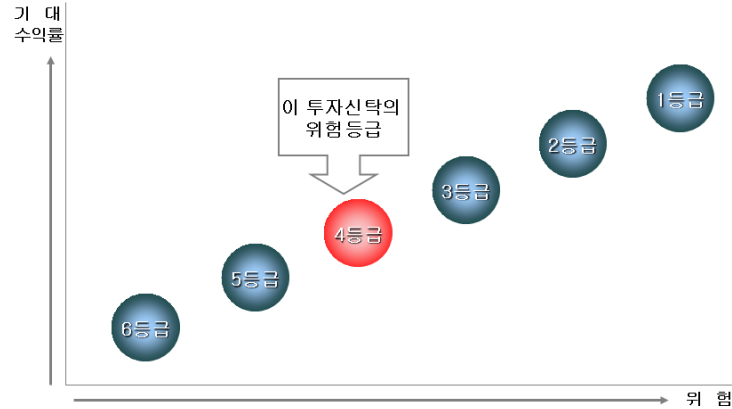 기 대
수익률
이 투자신탁의
위험등급
1등급
2등급
3등급
4등급
5등급
6등급
위 험